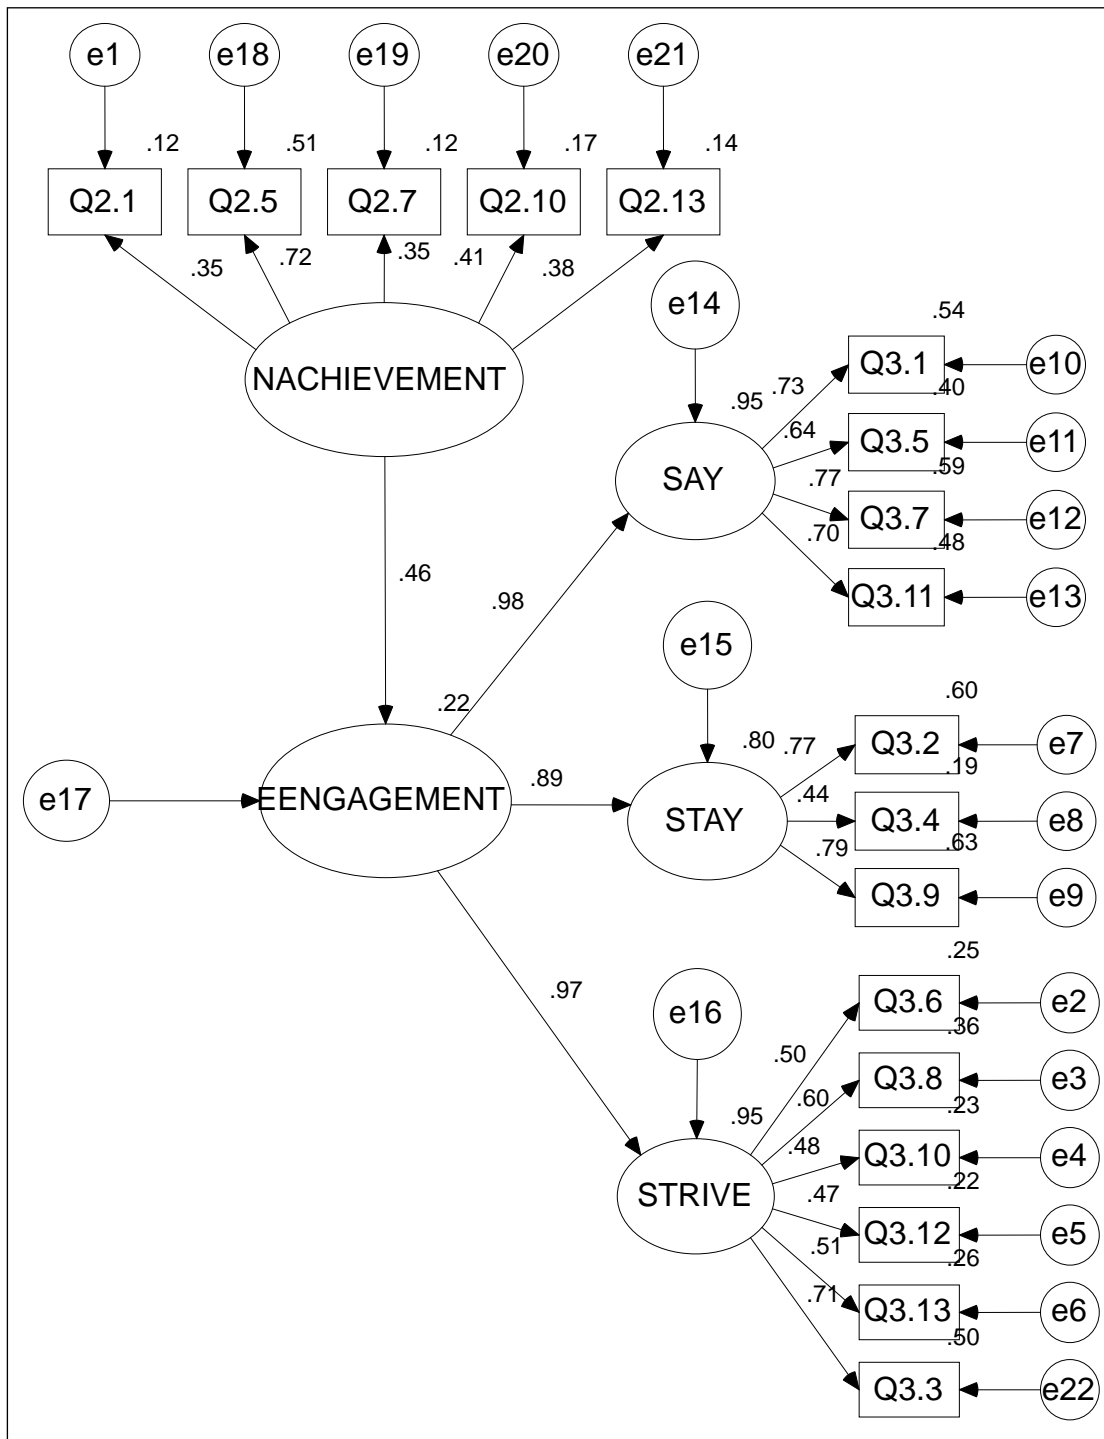 e1 e18 e19 e20 e21
.12 .51 .12 .17 .14
Q2.1 Q2.5 Q2.7 Q2.10 Q2.13
.35 .72 .35 .41 .38
NACHIEVEMENT
e14
.54
Q3.1 e10
.95 .73 .40
.64 Q3.5 e11
SAY .77 .59
Q3.7 e12
.70 .48
Q3.11 e13
.46
.98
e15
.22
.60
.80 .77 Q3.2 e7
.19
e17 EENGAGEMENT .89
STAY .44 Q3.4 e8
.79 .63
Q3.9 e9
.25
.97
e16
Q3.6 e2
.50 .36
.60 Q3.8 e3
.95 .48 .23
Q3.10 e4
STRIVE .47 .22
Q3.12 e5
.51 .26
.71 Q3.13 e6
.50
Q3.3 e22